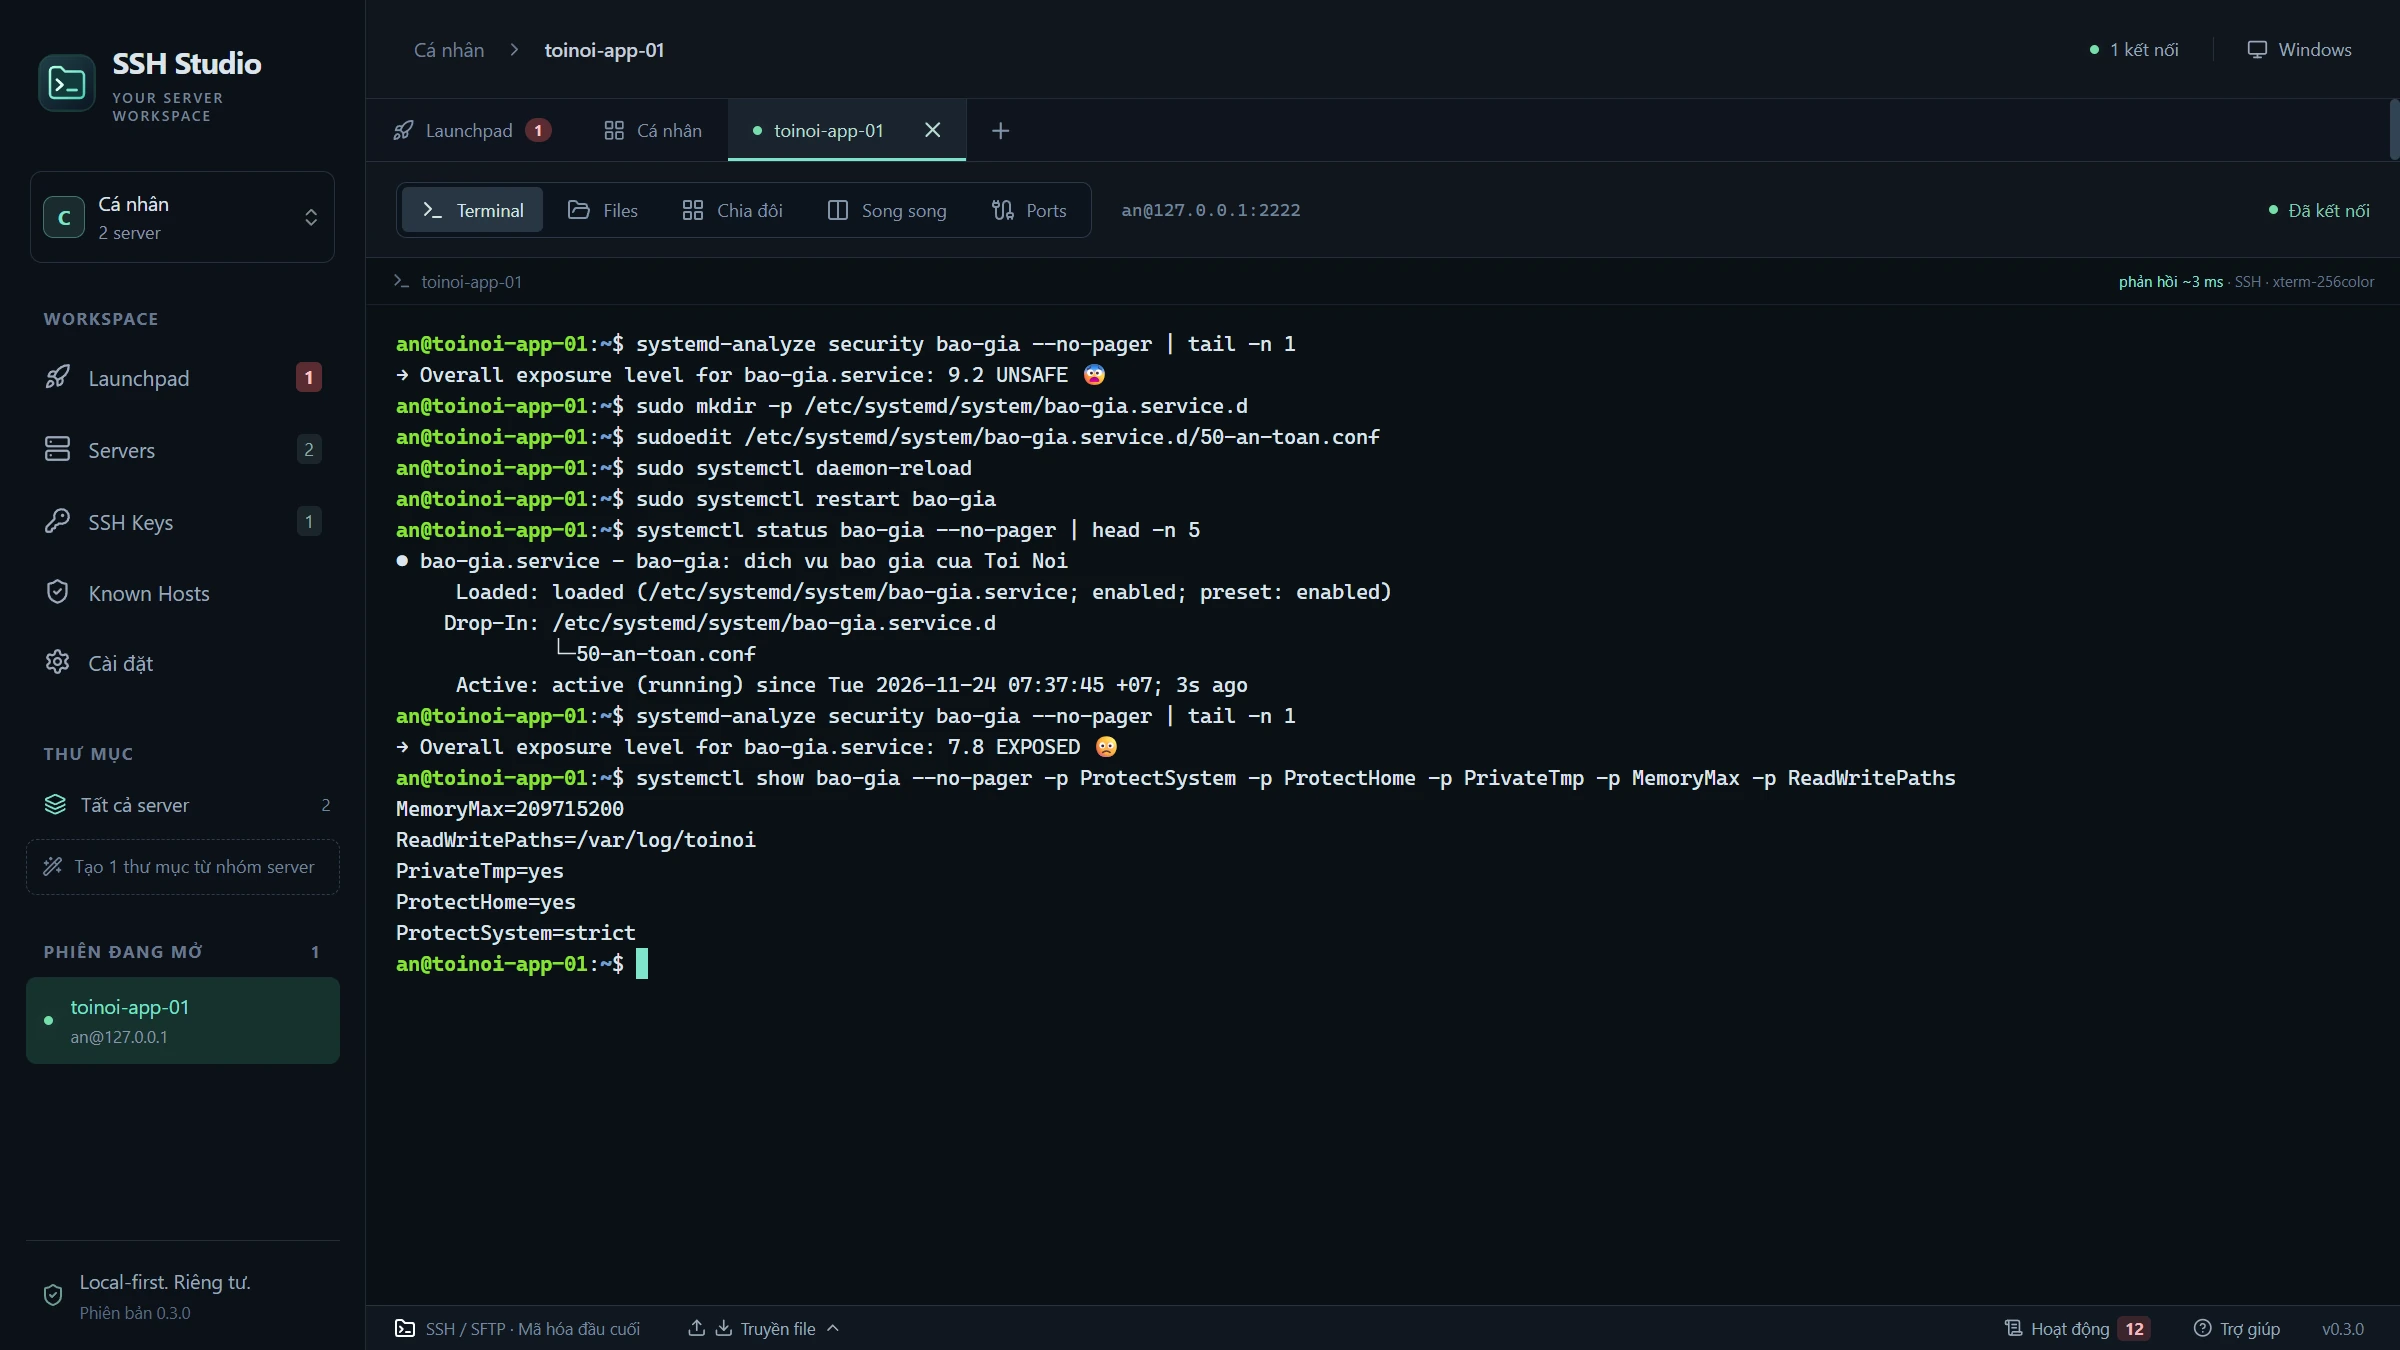 SSH Studio
YOUR SERVER
WORKSPACE
C
Cá nhân
2 server
WORKSPACE
Launchpad 1
Servers 2
SSH Keys 1
Known Hosts
Cài đặt
THƯ MỤC
Tất cả server 2
Tạo 1 thư mục từ nhóm server
PHIÊN ĐANG MỞ 1
toinoi-app-01
an@127.0.0.1
Local-first. Riêng tư.
Phiên bản 0.3.0
Cá nhân > toinoi-app-01
1 kết nối
Windows
Launchpad 1
Cá nhân
toinoi-app-01
Terminal
Files
Chia đôi
Song song
Ports
an@127.0.0.1:2222
Đã kết nối
toinoi-app-01
phản hồi ~3 ms · SSH · xterm-256color
an@toinoi-app-01:~$ systemd-analyze security bao-gia --no-pager | tail -n 1
→ Overall exposure level for bao-gia.service: 9.2 UNSAFE 😨
an@toinoi-app-01:~$ sudo mkdir -p /etc/systemd/system/bao-gia.service.d
an@toinoi-app-01:~$ sudoedit /etc/systemd/system/bao-gia.service.d/50-an-toan.conf
an@toinoi-app-01:~$ sudo systemctl daemon-reload
an@toinoi-app-01:~$ sudo systemctl restart bao-gia
an@toinoi-app-01:~$ systemctl status bao-gia --no-pager | head -n 5
● bao-gia.service - bao-gia: dich vu bao gia cua Toi Noi
Loaded: loaded (/etc/systemd/system/bao-gia.service; enabled; preset: enabled)
Drop-In: /etc/systemd/system/bao-gia.service.d
└─50-an-toan.conf
Active: active (running) since Tue 2026-11-24 07:37:45 +07; 3s ago
an@toinoi-app-01:~$ systemd-analyze security bao-gia --no-pager | tail -n 1
→ Overall exposure level for bao-gia.service: 7.8 EXPOSED 🙁
an@toinoi-app-01:~$ systemctl show bao-gia --no-pager -p ProtectSystem -p ProtectHome -p PrivateTmp -p MemoryMax -p ReadWritePaths
MemoryMax=209715200
ReadWritePaths=/var/log/toinoi
PrivateTmp=yes
ProtectHome=yes
ProtectSystem=strict
an@toinoi-app-01:~$
SSH / SFTP · Mã hóa đầu cuối
Truyền file
Hoạt động 12
Trợ giúp
v0.3.0